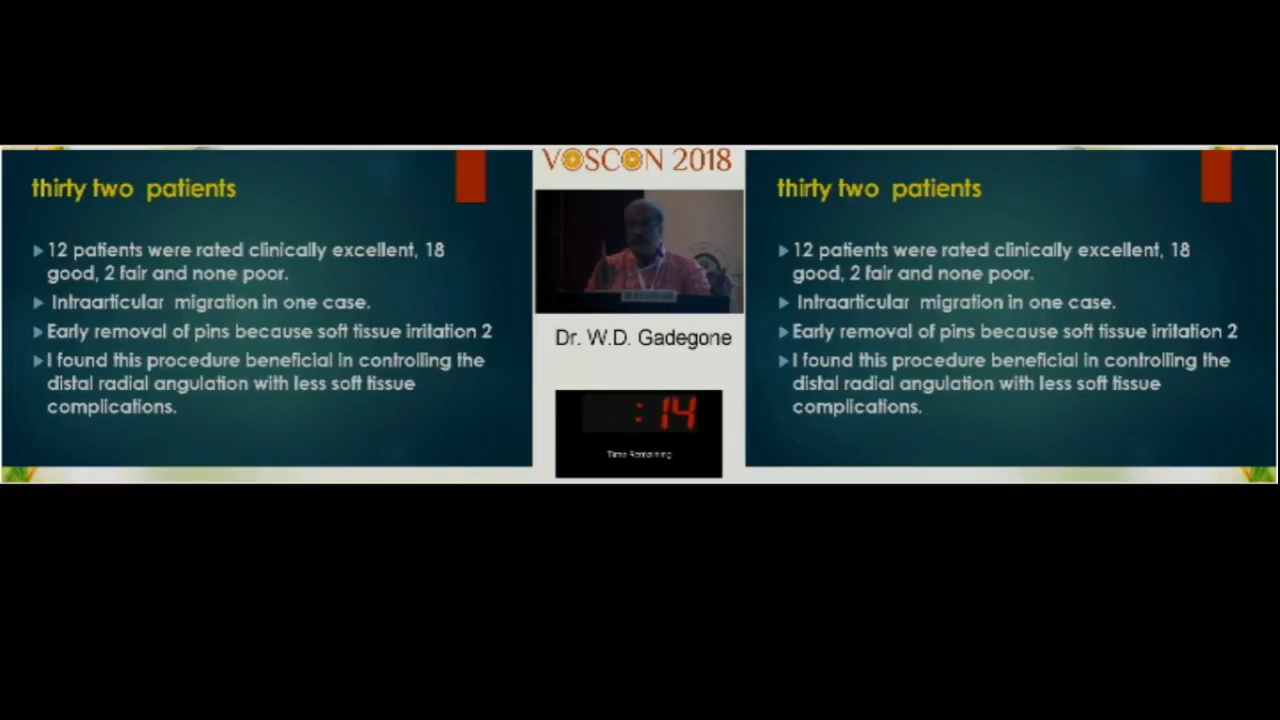 thirty two patients
12 patients were rated clinically excellent, 18
good, 2 fair and none poor.
Intraarticular migration in one case.
Early removal of pins because soft tissue irritation 2
I found this procedure beneficial in controlling the
distal radial angulation with less soft tissue
complications.
VOSCON 2018
Dr. W.D. Gadegone
:14
Time Remaining
thirty two patients
12 patients were rated clinically excellent, 18
good, 2 fair and none poor.
Intraarticular migration in one case.
Early removal of pins because soft tissue irritation 2
I found this procedure beneficial in controlling the
distal radial angulation with less soft tissue
complications.